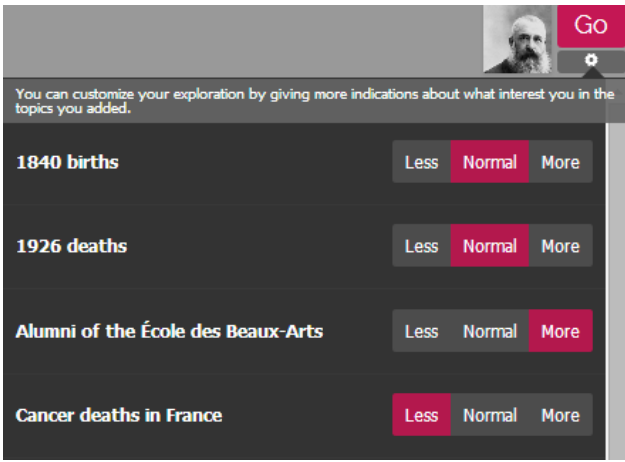 Go
You can customize your exploration by giving more indications about what interest you in the
topics you added.
1840 births Less Normal More
1926 deaths Less Normal More
Alumni of the École des Beaux-Arts Less Normal More
Cancer deaths in France Less Normal More